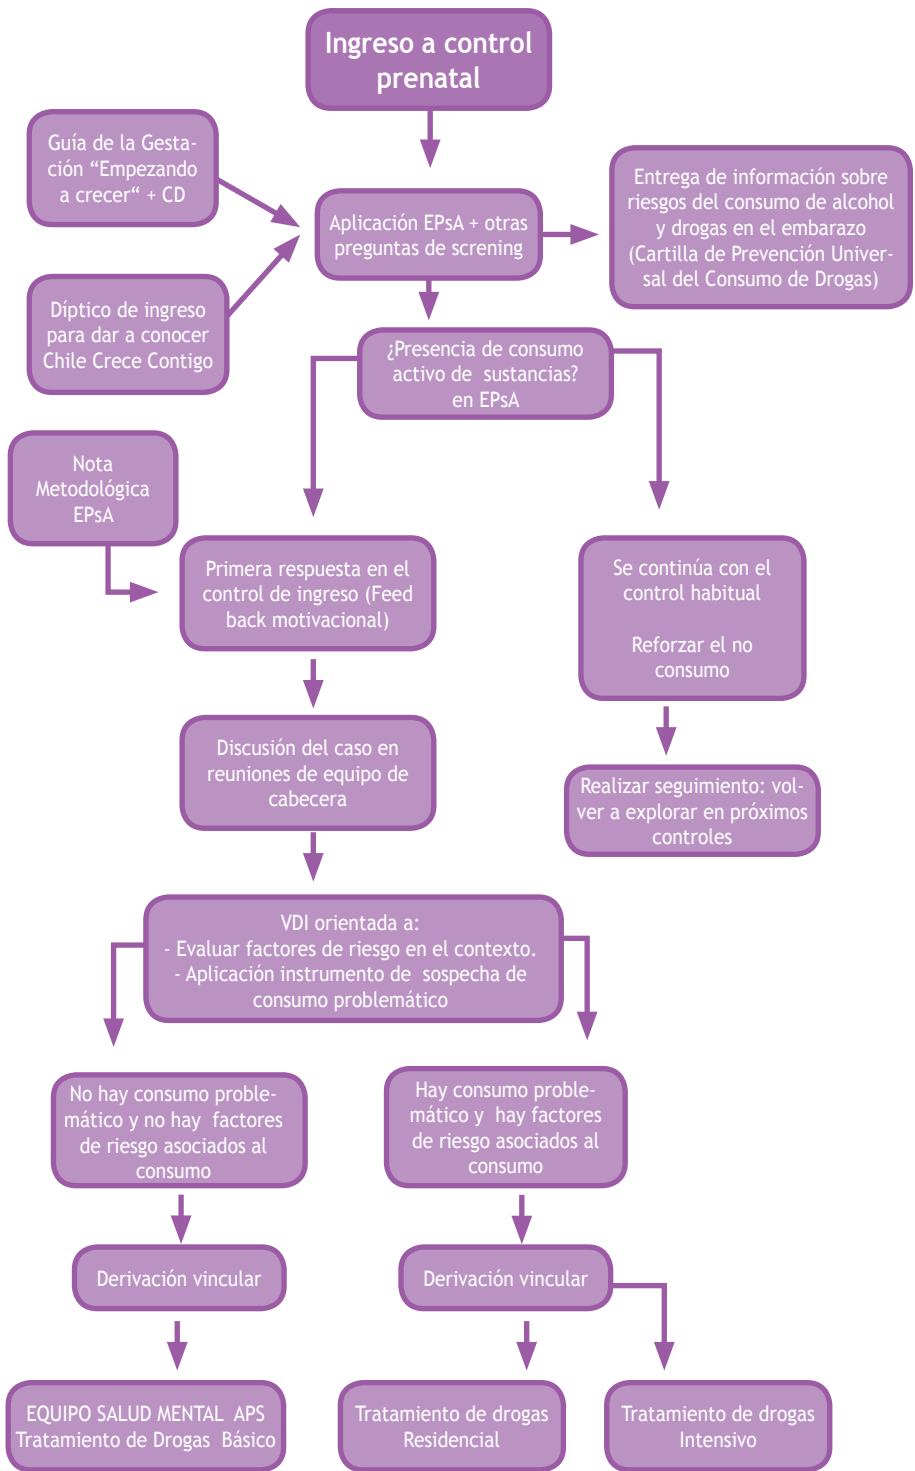 Ingreso a control
prenatal
Guía de la Gesta-
ción “Empezando
a crecer“ + CD
Aplicación EPsA + otras
preguntas de screning
Entrega de información sobre
riesgos del consumo de alcohol
y drogas en el embarazo
(Cartilla de Prevención Univer-
sal del Consumo de Drogas)
Díptico de ingreso
para dar a conocer
Chile Crece Contigo
¿Presencia de consumo
activo de sustancias?
en EPsA
Nota
Metodológica
EPsA
Primera respuesta en el
control de ingreso (Feed
back motivacional)
Se continúa con el
control habitual
Reforzar el no
consumo
Discusión del caso en
reuniones de equipo de
cabecera
Realizar seguimiento: vol-
ver a explorar en próximos
controles
VDI orientada a:
- Evaluar factores de riesgo en el contexto.
- Aplicación instrumento de sospecha de
consumo problemático
No hay consumo proble-
mático y no hay factores
de riesgo asociados al
consumo
Hay consumo proble-
mático y hay factores
de riesgo asociados al
consumo
Derivación vincular
Derivación vincular
EQUIPO SALUD MENTAL APS
Tratamiento de Drogas Básico
Tratamiento de drogas
Residencial
Tratamiento de drogas
Intensivo